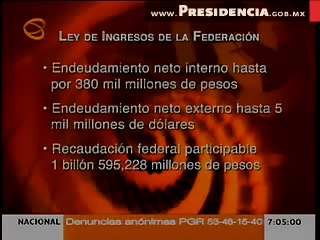 www.PRESIDENCIA.GOB.MX
LEY DE INGRESOS DE LA FEDERACIÓN
• Endeudamiento neto interno hasta
por 380 mil millones de pesos
• Endeudamiento neto externo hasta 5
mil millones de dólares
• Recaudación federal participable
1 billón 595,228 millones de pesos
NACIONAL Denuncias anónimas PGR 53-46-15-40 7:05:00